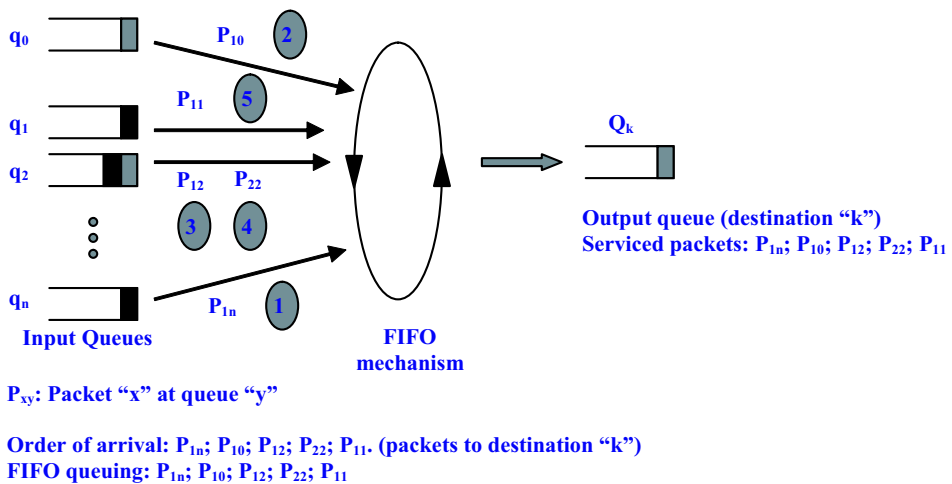 q₀
P₁₀
2
P₁₁
5
q₁
q₂
P₁₂ P₂₂
3 4
qₙ
P₁ₙ
1
Input Queues
FIFO
mechanism
Qₖ
Output queue (destination “k”)
Serviced packets: P₁ₙ; P₁₀; P₁₂; P₂₂; P₁₁
Pₓᵧ: Packet “x” at queue “y”
Order of arrival: P₁ₙ; P₁₀; P₁₂; P₂₂; P₁₁. (packets to destination “k”)
FIFO queuing: P₁ₙ; P₁₀; P₁₂; P₂₂; P₁₁